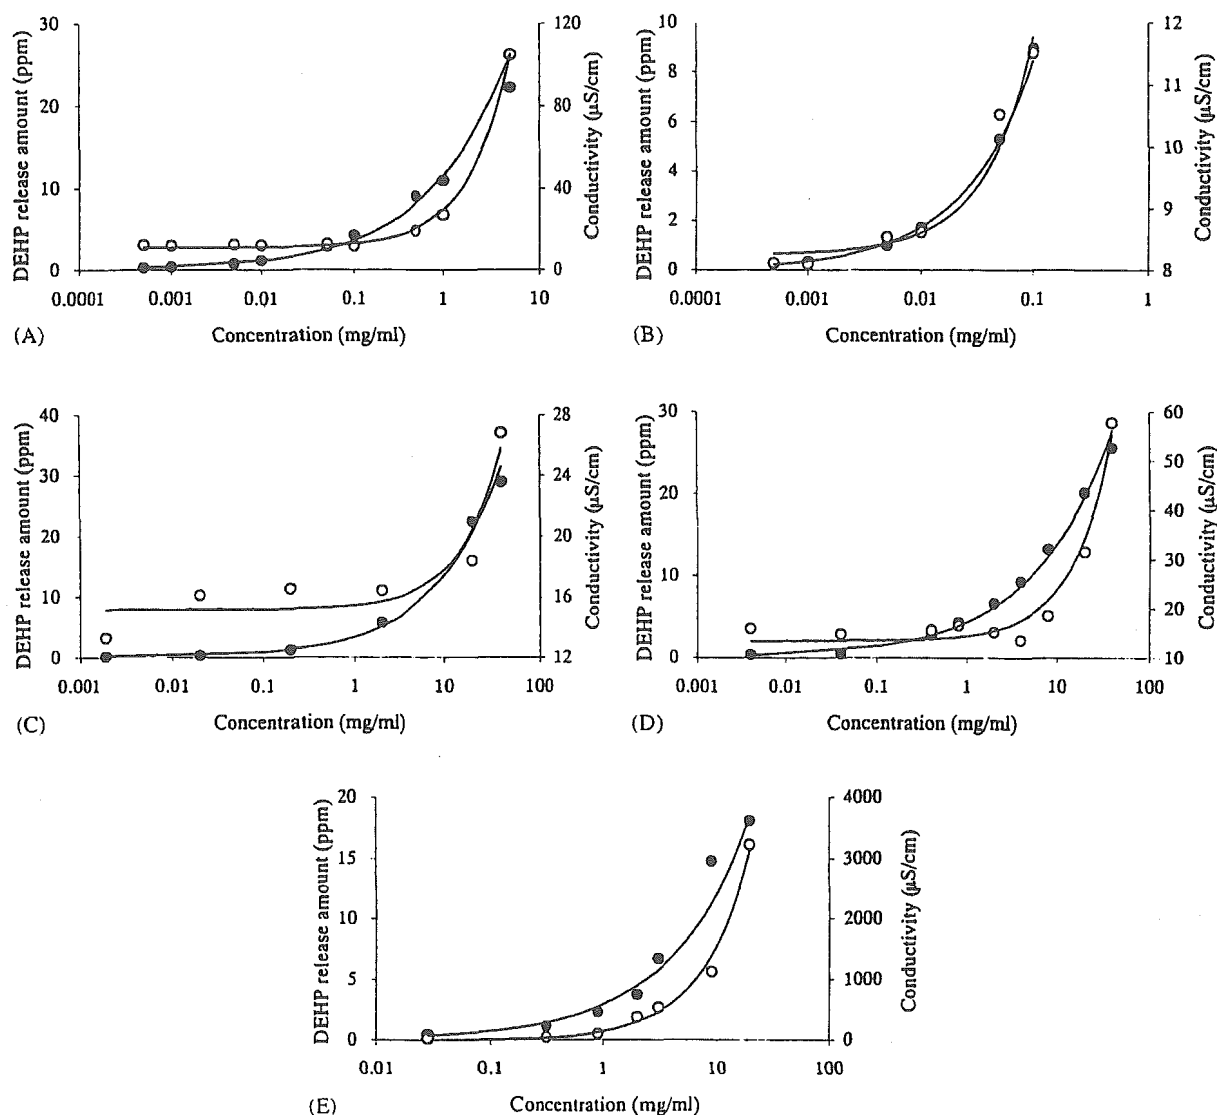 DEHP release amount (ppm)
30
20
10
0
120
80
40
0
Conductivity (µS/cm)
0.0001 0.001 0.01 0.1 1 10
Concentration (mg/ml)
(A)
DEHP release amount (ppm)
10
8
6
4
2
0
12
11
10
9
8
Conductivity (µS/cm)
0.0001 0.001 0.01 0.1 1
Concentration (mg/ml)
(B)
DEHP release amount (ppm)
40
30
20
10
0
28
24
20
16
12
Conductivity (µS/cm)
0.001 0.01 0.1 1 10 100
Concentration (mg/ml)
(C)
DEHP release amount (ppm)
30
20
10
0
60
50
40
30
20
10
Conductivity (µS/cm)
0.001 0.01 0.1 1 10 100
Concentration (mg/ml)
(D)
DEHP release amount (ppm)
20
15
10
5
0
4000
3000
2000
1000
0
Conductivity (µS/cm)
0.01 0.1 1 10 100
Concentration (mg/ml)
(E)